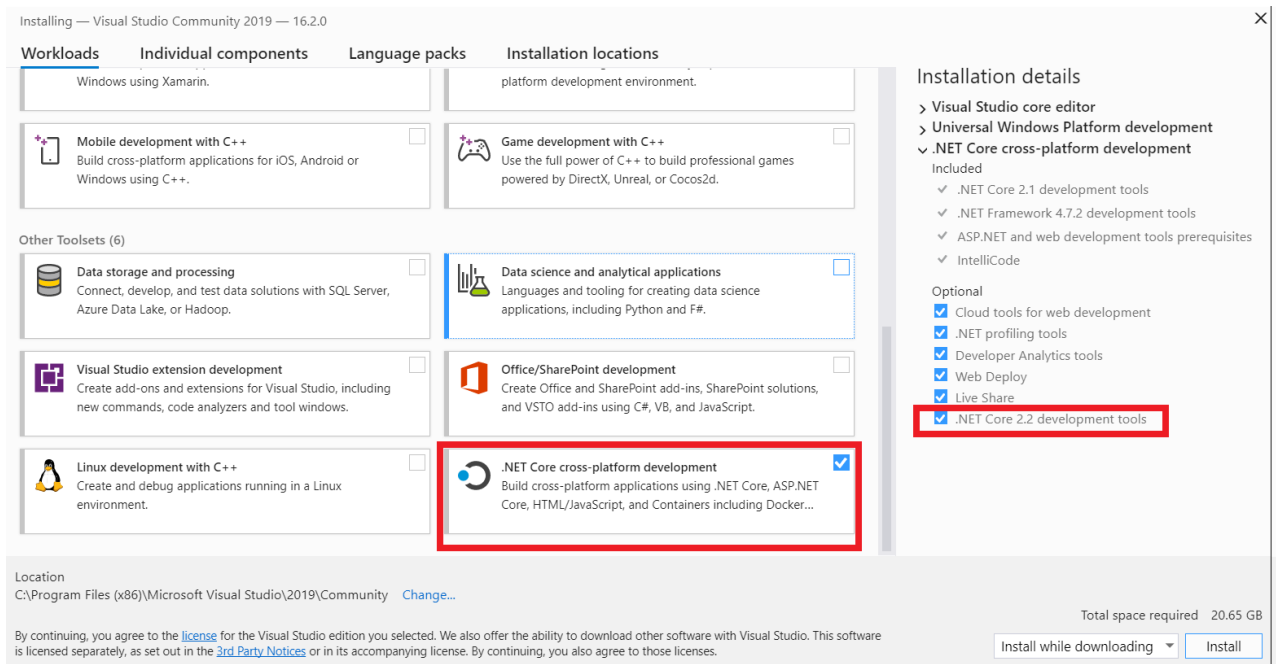 Installing — Visual Studio Community 2019 — 16.2.0
Workloads
Individual components
Language packs
Installation locations
Windows using Xamarin.
platform development environment.
Mobile development with C++
Build cross-platform applications for iOS, Android or
Windows using C++.
Game development with C++
Use the full power of C++ to build professional games
powered by DirectX, Unreal, or Cocos2d.
Other Toolsets (6)
Data storage and processing
Connect, develop, and test data solutions with SQL Server,
Azure Data Lake, or Hadoop.
Data science and analytical applications
Languages and tooling for creating data science
applications, including Python and F#.
Visual Studio extension development
Create add-ons and extensions for Visual Studio, including
new commands, code analyzers and tool windows.
Office/SharePoint development
Create Office and SharePoint add-ins, SharePoint solutions,
and VSTO add-ins using C#, VB, and JavaScript.
Linux development with C++
Create and debug applications running in a Linux
environment.
.NET Core cross-platform development
Build cross-platform applications using .NET Core, ASP.NET
Core, HTML/JavaScript, and Containers including Docker...
Installation details
Visual Studio core editor
Universal Windows Platform development
.NET Core cross-platform development
Included
.NET Core 2.1 development tools
.NET Framework 4.7.2 development tools
ASP.NET and web development tools prerequisites
IntelliCode
Optional
Cloud tools for web development
.NET profiling tools
Developer Analytics tools
Web Deploy
Live Share
.NET Core 2.2 development tools
Location
C:\Program Files (x86)\Microsoft Visual Studio\2019\Community Change...
Total space required 20.65 GB
By continuing, you agree to the license for the Visual Studio edition you selected. We also offer the ability to download other software with Visual Studio. This software
is licensed separately, as set out in the 3rd Party Notices or in its accompanying license. By continuing, you also agree to those licenses.
Install while downloading
Install